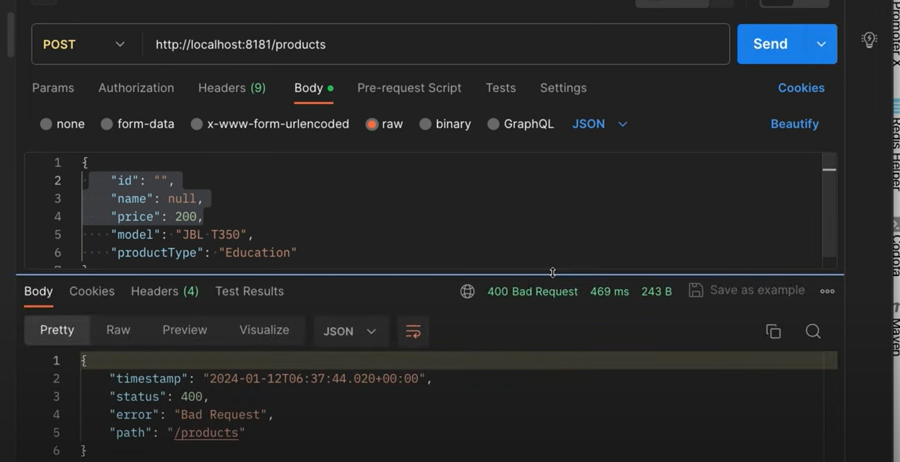 POST http://localhost:8181/products Send
Params Authorization Headers (9) Body Pre-request Script Tests Settings Cookies
none form-data x-www-form-urlencoded raw binary GraphQL JSON Beautify
1 {
2 "id": "",
3 "name": null,
4 "price": 200,
5 "model": "JBL T350",
6 "productType": "Education"
Body Cookies Headers (4) Test Results 400 Bad Request 469 ms 243 B Save as example
Pretty Raw Preview Visualize JSON
1 {
2 "timestamp": "2024-01-12T06:37:44.020+00:00",
3 "status": 400,
4 "error": "Bad Request",
5 "path": "/products"
6 }
Redis Helper
Codota
Maven